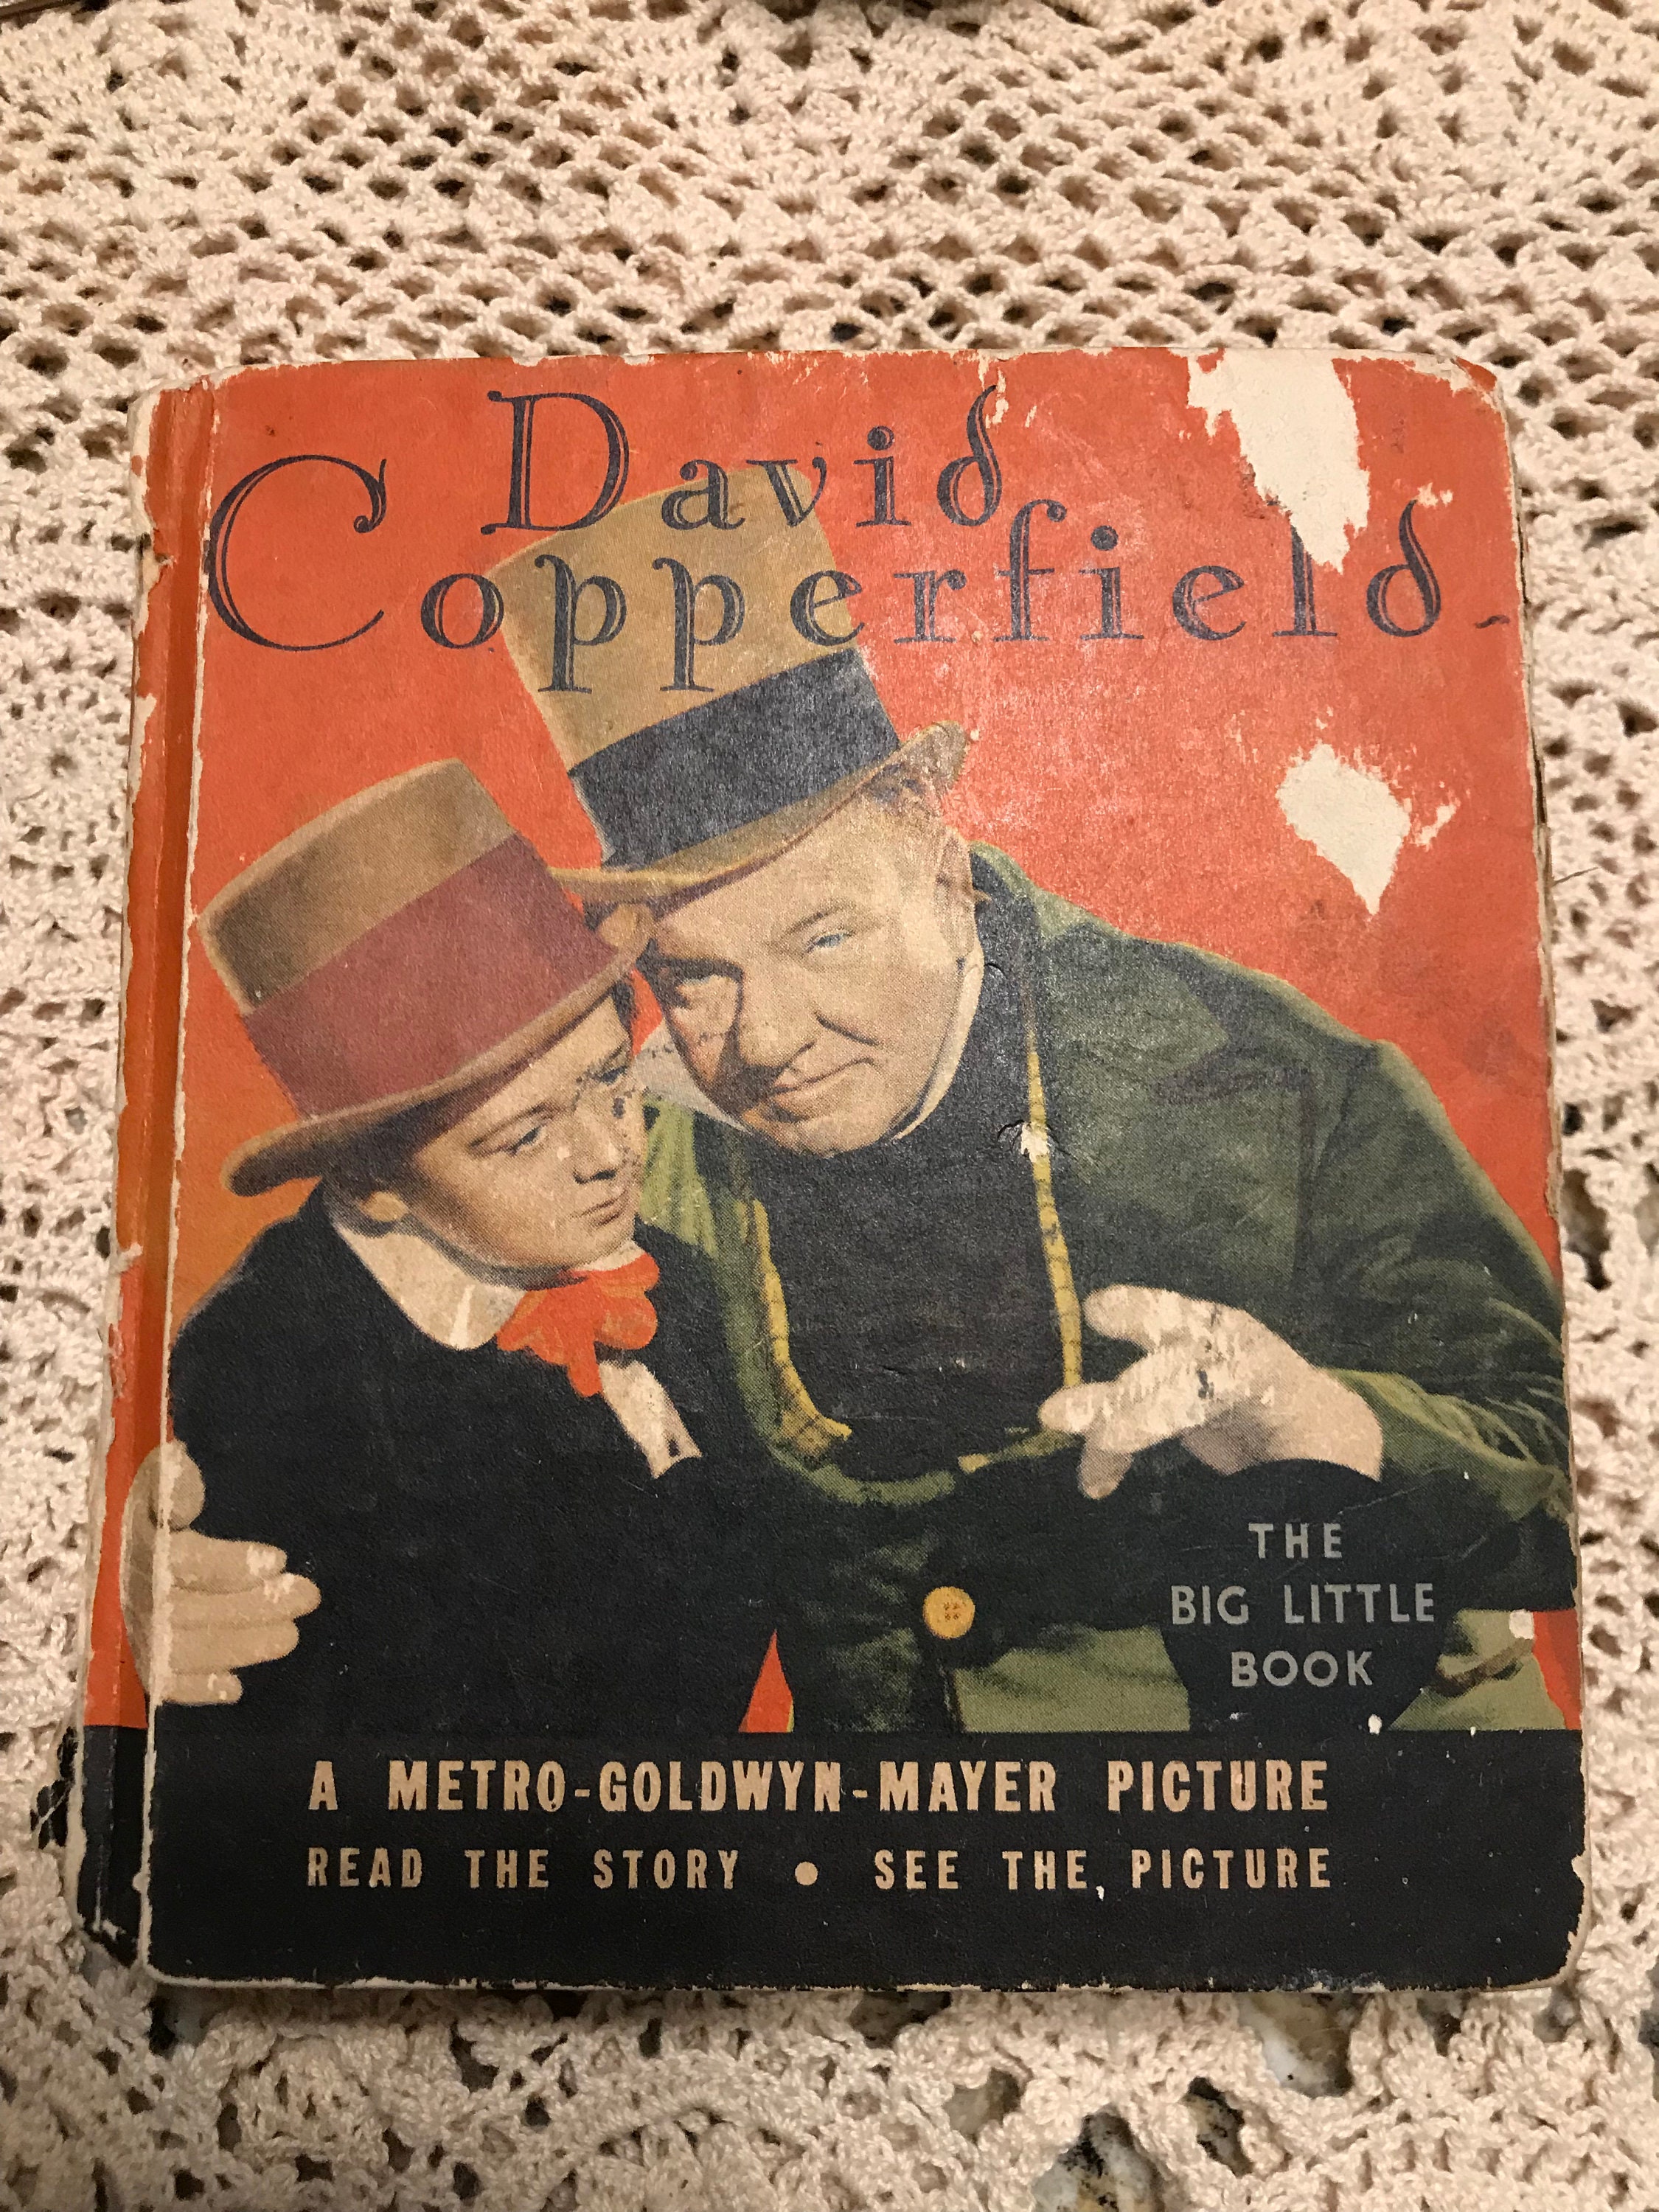 David
Copperfield
THE
BIG LITTLE
BOOK
A METRO-GOLDWYN-MAYER PICTURE
READ THE STORY • SEE THE PICTURE